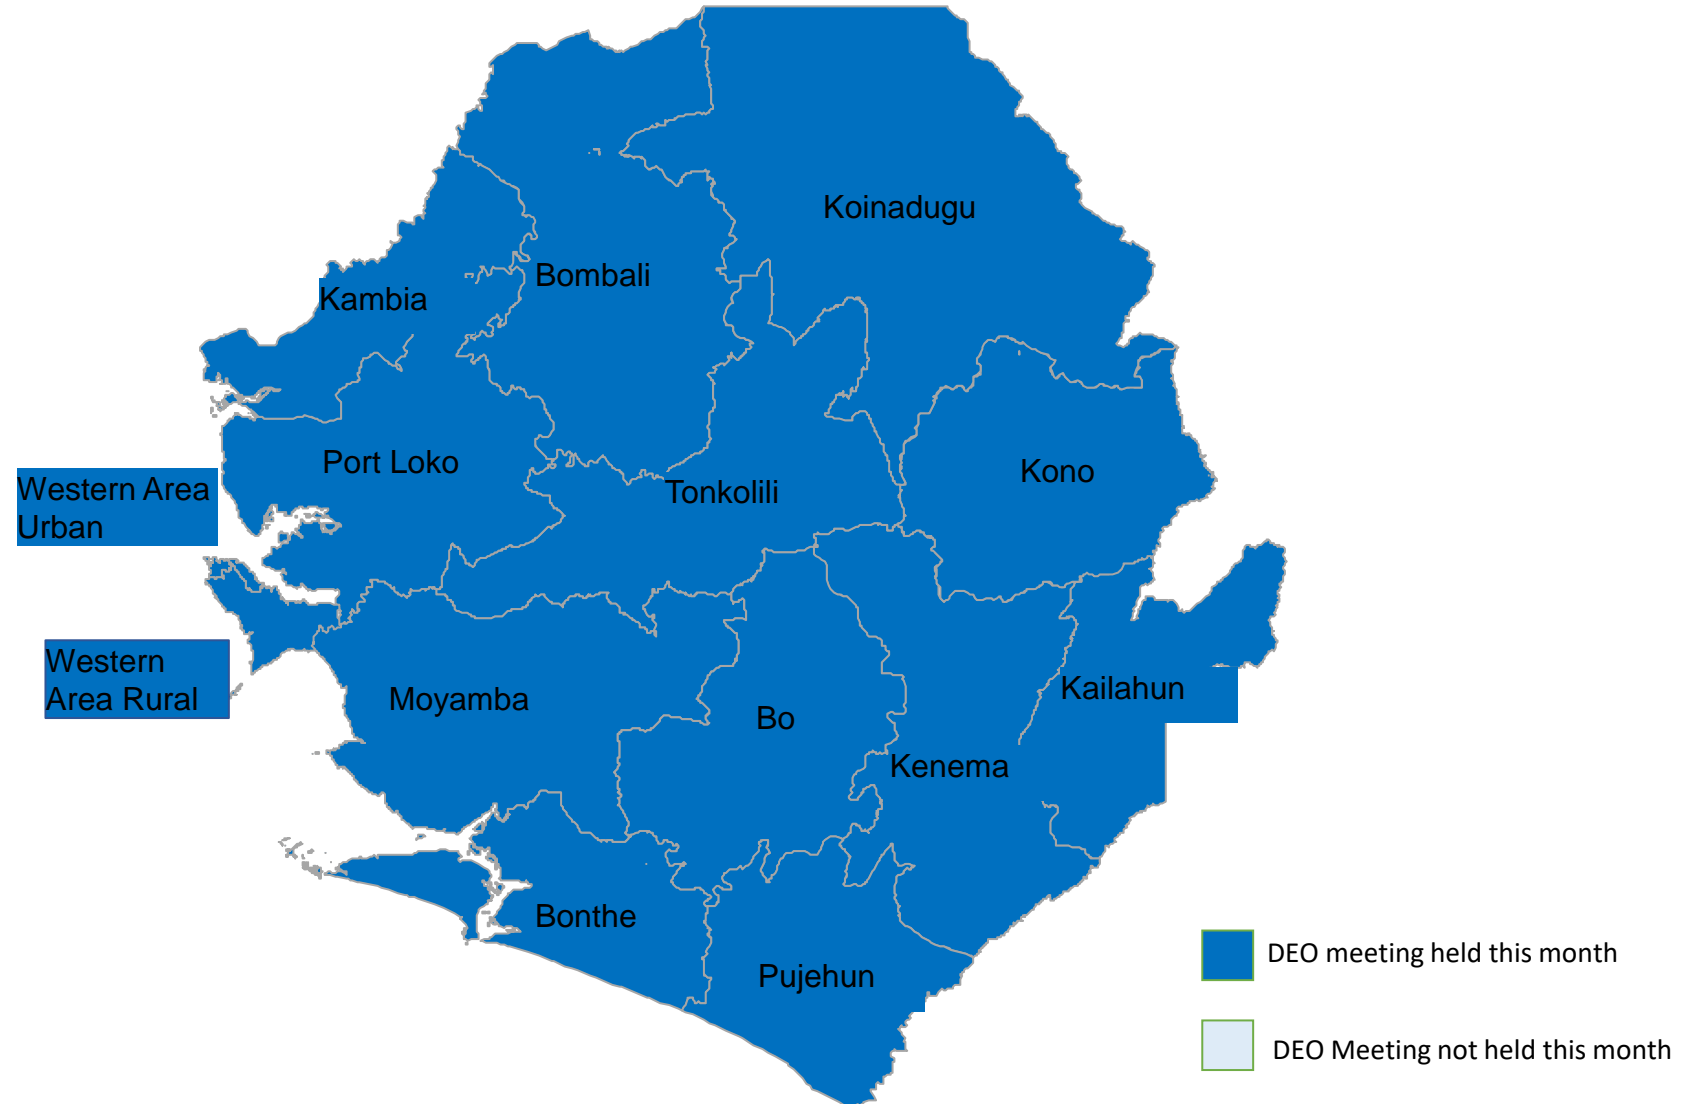 Koinadugu
Bombali
Kambia
Port Loko
Kono
Western Area
Urban
Tonkolili
Western
Area Rural
Moyamba
Kailahun
Bo
Kenema
Bonthe
Pujehun
DEO meeting held this month
DEO Meeting not held this month